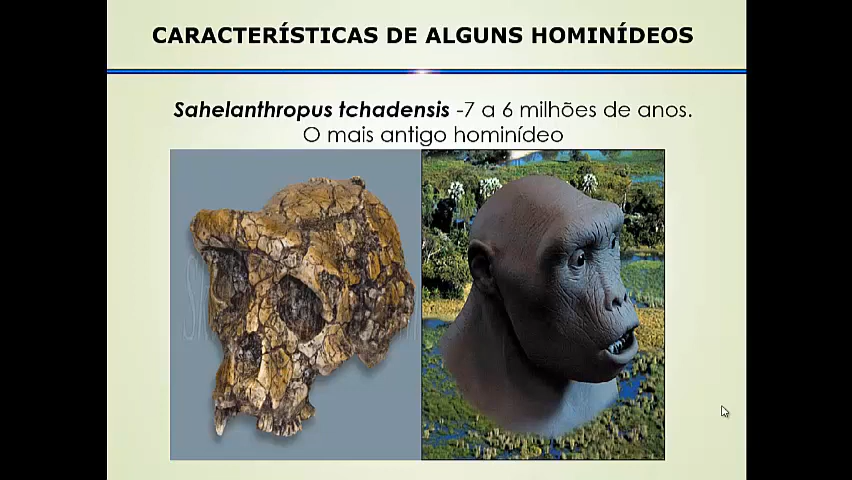 CARACTERÍSTICAS DE ALGUNS HOMINÍDEOS
Sahelanthropus tchadensis -7 a 6 milhões de anos.
O mais antigo hominídeo